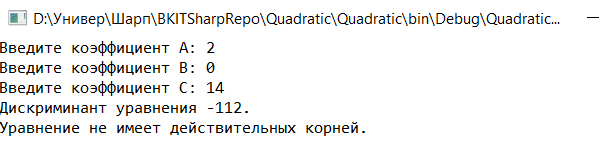 D:\Универ\Шарп\BKITSharpRepo\Quadratic\Quadratic\bin\Debug\Quadratic...
Введите коэффициент A: 2
Введите коэффициент B: 0
Введите коэффициент C: 14
Дискриминант уравнения -112.
Уравнение не имеет действительных корней.